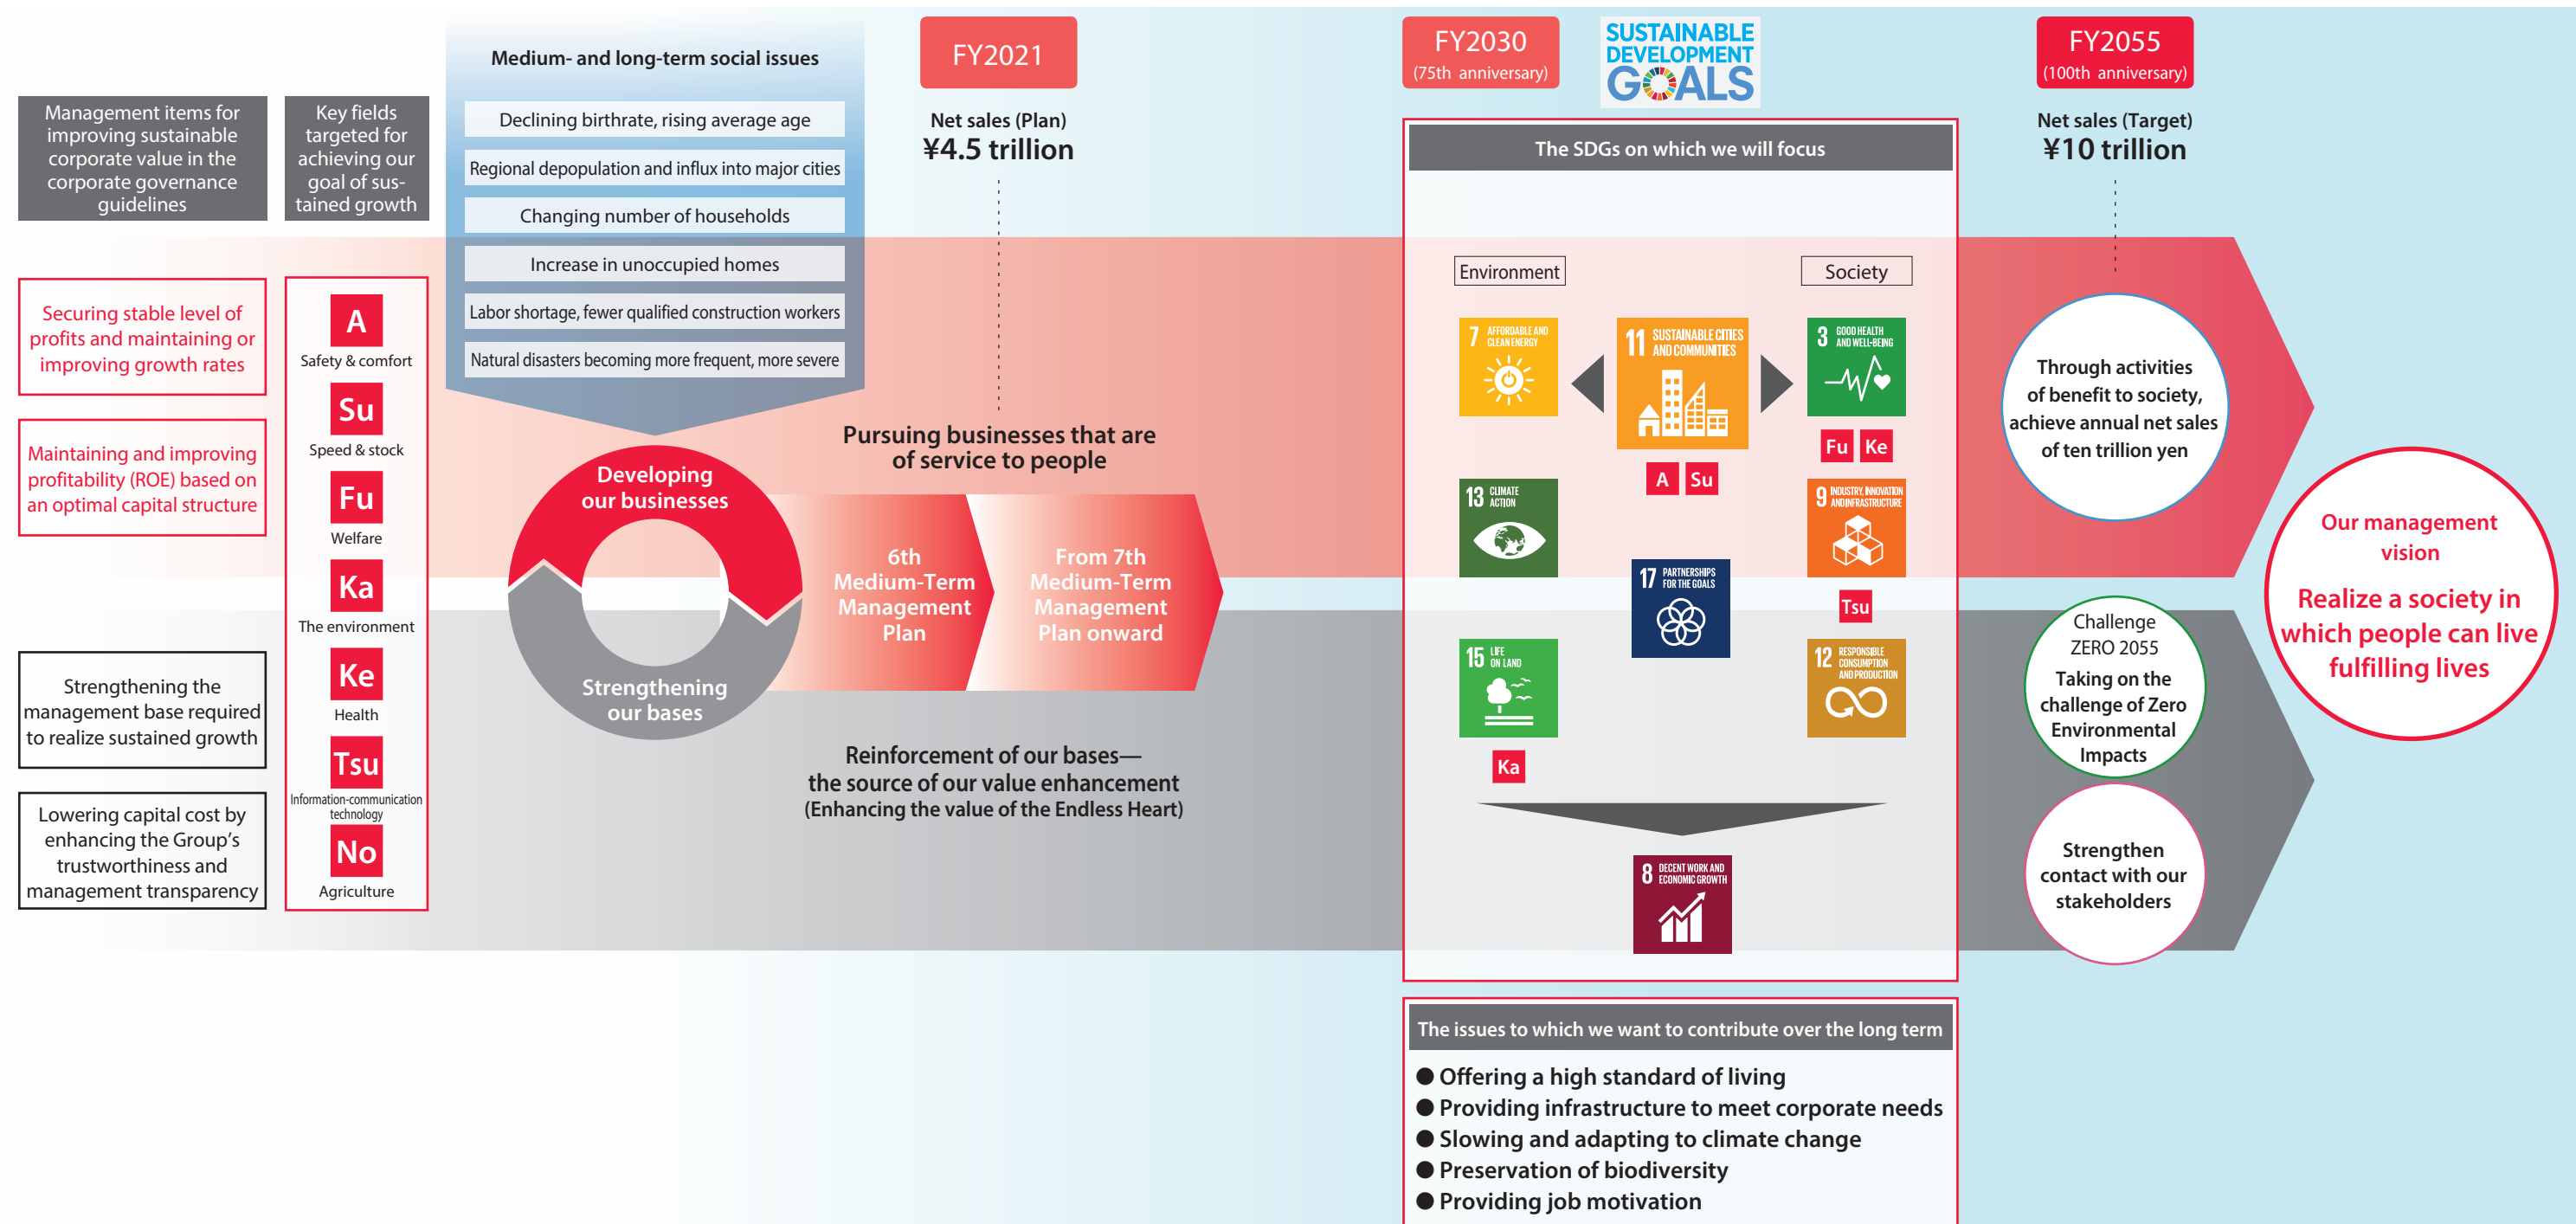 Management items for
improving sustainable
corporate value in the
corporate governance
guidelines
Securing stable level of
profits and maintaining or
improving growth rates
Maintaining and improving
profitability (ROE) based on
an optimal capital structure
Strengthening the
management base required
to realize sustained growth
Lowering capital cost by
enhancing the Group’s
trustworthiness and
management transparency
Key fields
targeted for
achieving our
goal of sus-
tained growth
A
Safety & comfort
Su
Speed & stock
Fu
Welfare
Ka
The environment
Ke
Health
Tsu
Information-communication
technology
No
Agriculture
Medium- and long-term social issues
Declining birthrate, rising average age
Regional depopulation and influx into major cities
Changing number of households
Increase in unoccupied homes
Labor shortage, fewer qualified construction workers
Natural disasters becoming more frequent, more severe
Developing
our businesses
Strengthening
our bases
FY2021
Net sales (Plan)
¥4.5 trillion
Pursuing businesses that are
of service to people
6th
Medium-Term
Management
Plan
From 7th
Medium-Term
Management
Plan onward
Reinforcement of our bases—
the source of our value enhancement
(Enhancing the value of the Endless Heart)
FY2030
(75th anniversary)
SUSTAINABLE
DEVELOPMENT
GOALS
The SDGs on which we will focus
Environment
Society
7 AFFORDABLE AND
CLEAN ENERGY
11 SUSTAINABLE CITIES
AND COMMUNITIES
3 GOOD HEALTH
AND WELL-BEING
Fu Ke
A Su
13 CLIMATE
ACTION
9 INDUSTRY, INNOVATION
AND INFRASTRUCTURE
17 PARTNERSHIPS
FOR THE GOALS
Tsu
15 LIFE
ON LAND
12 RESPONSIBLE
CONSUMPTION
AND PRODUCTION
Ka
8 DECENT WORK AND
ECONOMIC GROWTH
The issues to which we want to contribute over the long term
● Offering a high standard of living
● Providing infrastructure to meet corporate needs
● Slowing and adapting to climate change
● Preservation of biodiversity
● Providing job motivation
FY2055
(100th anniversary)
Net sales (Target)
¥10 trillion
Through activities
of benefit to society,
achieve annual net sales
of ten trillion yen
Challenge
ZERO 2055
Taking on the
challenge of Zero
Environmental
Impacts
Strengthen
contact with our
stakeholders
Our management
vision
Realize a society in
which people can live
fulfilling lives